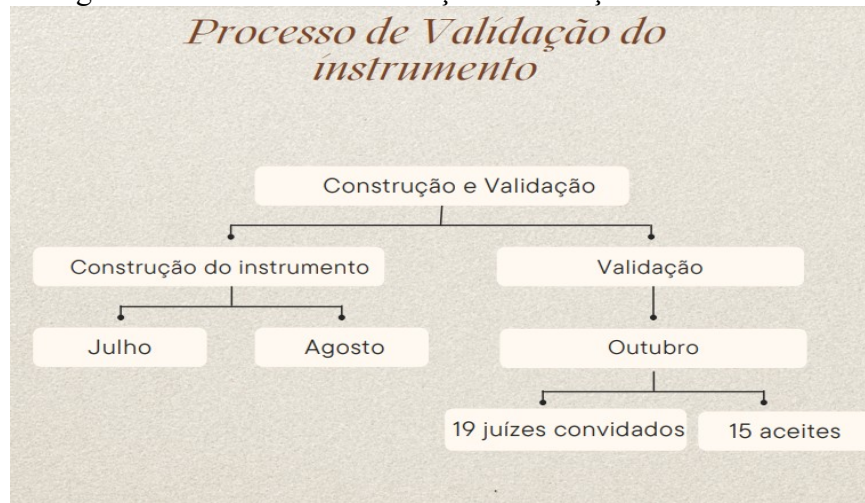 Processo de Validação do
instrumento
Construção e Validação
Construção do instrumento
Validação
Julho
Agosto
Outubro
19 juízes convidados
15 aceites